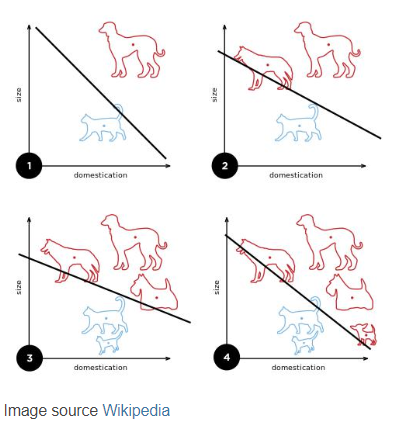 size
1
domestication
size
2
domestication
size
3
domestication
size
4
domestication
Image source Wikipedia